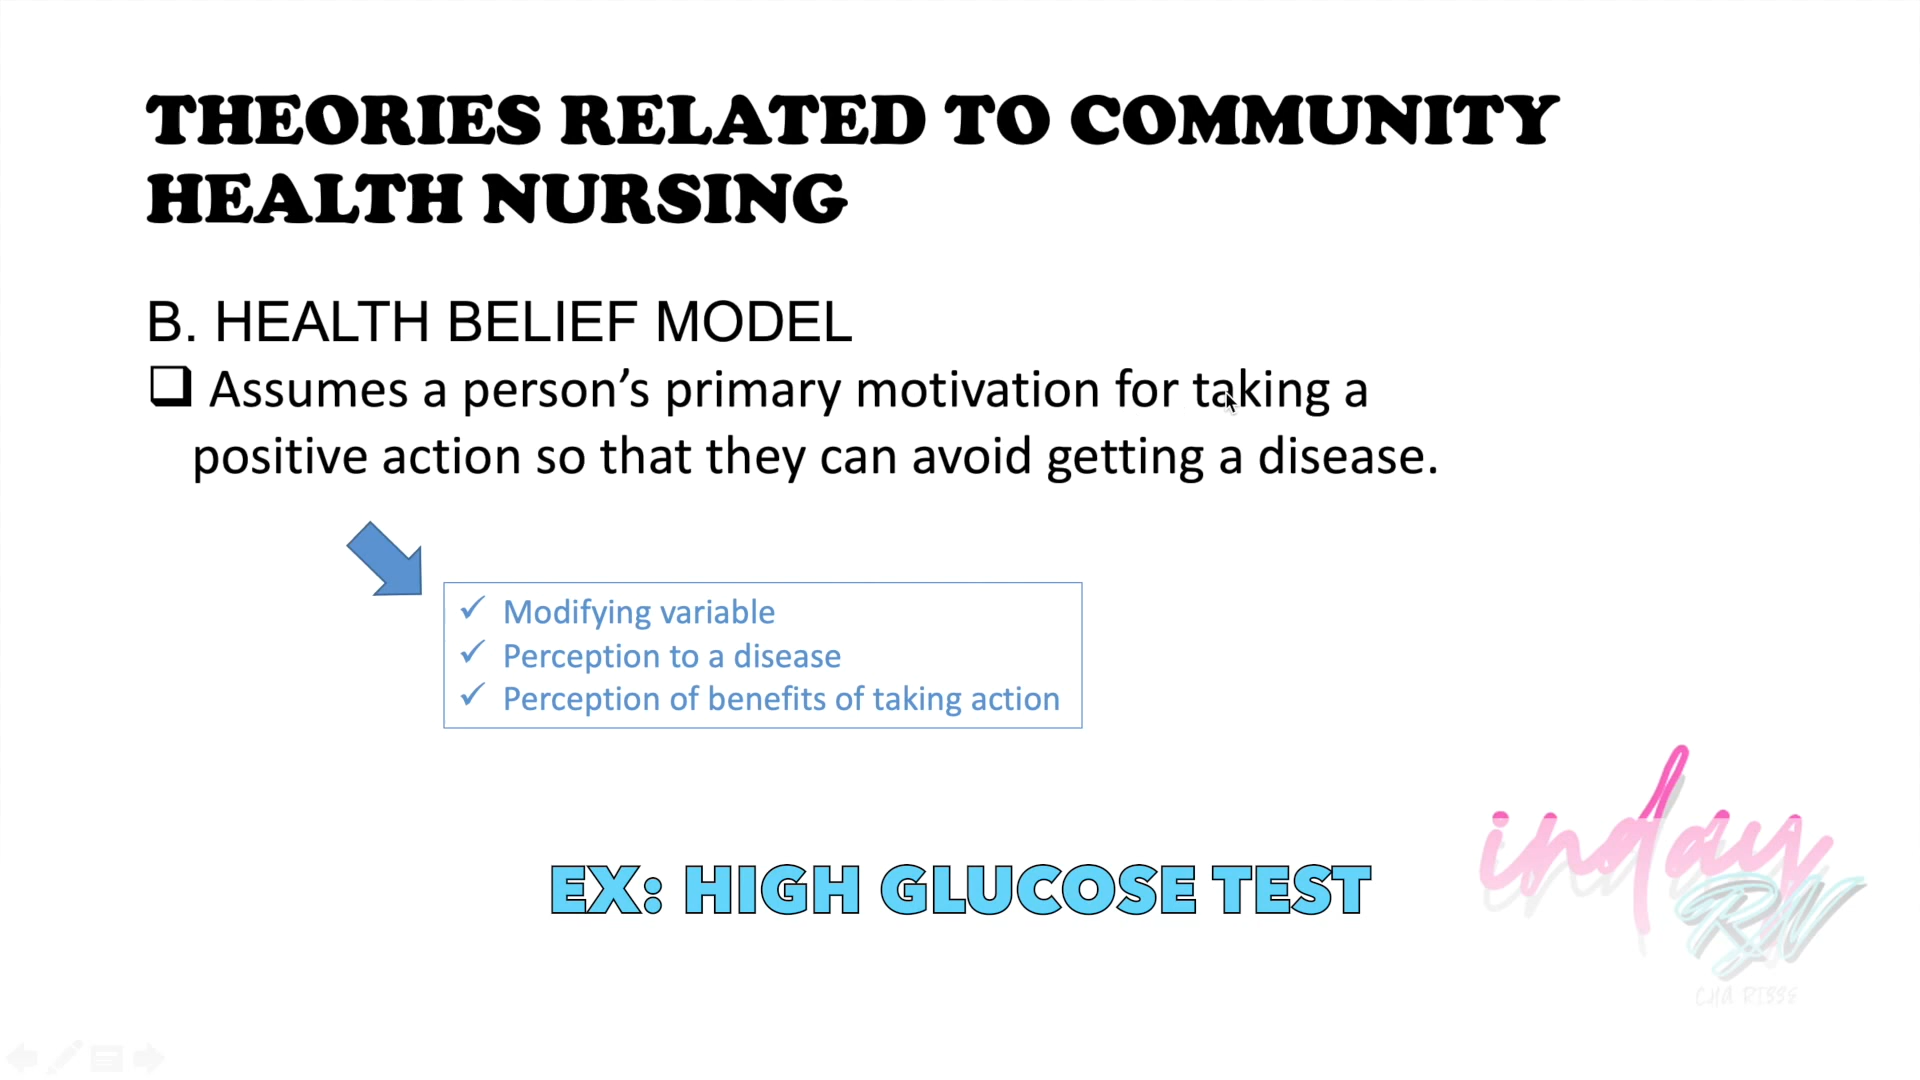 THEORIES RELATED TO COMMUNITY
HEALTH NURSING
B. HEALTH BELIEF MODEL
❑ Assumes a person’s primary motivation for taking a
positive action so that they can avoid getting a disease.
✓ Modifying variable
✓ Perception to a disease
✓ Perception of benefits of taking action
EX: HIGH GLUCOSE TEST
inday
RN
CHA RISSE